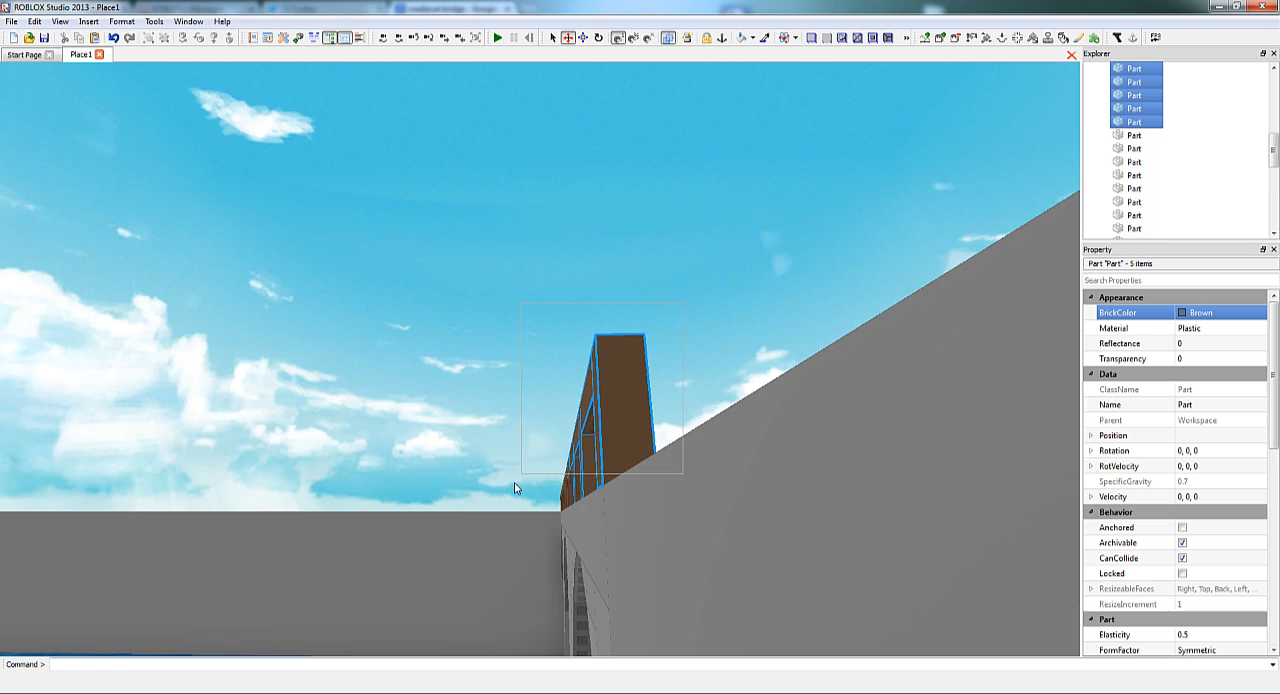 ROBLOX Studio 2013 - Place1
File Edit View Insert Format Tools Window Help
Start Page Place1
Explorer
Part
Part
Part
Part
Part
Part
Part
Part
Part
Part
Part
Part
Part
Property
Part "Part" - 5 items
Search Properties
Appearance
BrickColor Brown
Material Plastic
Reflectance 0
Transparency 0
Data
ClassName Part
Name Part
Parent Workspace
Position
Rotation 0, 0, 0
RotVelocity 0, 0, 0
SpecificGravity 0.7
Velocity 0, 0, 0
Behavior
Anchored
Archivable
CanCollide
Locked
ResizeableFaces Right, Top, Back, Left, ...
ResizeIncrement 1
Part
Elasticity 0.5
FormFactor Symmetric
Command >